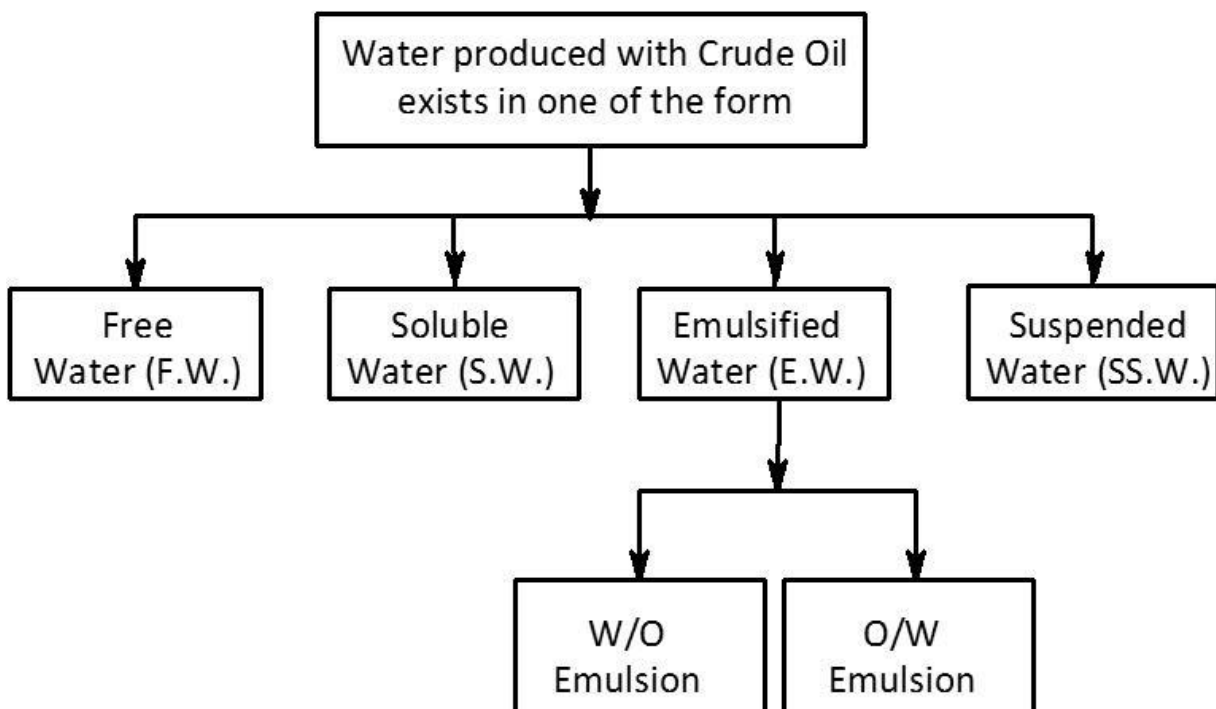 Water produced with Crude Oil
exists in one of the form
Free
Water (F.W.)
Soluble
Water (S.W.)
Emulsified
Water (E.W.)
Suspended
Water (SS.W.)
W/O
Emulsion
O/W
Emulsion